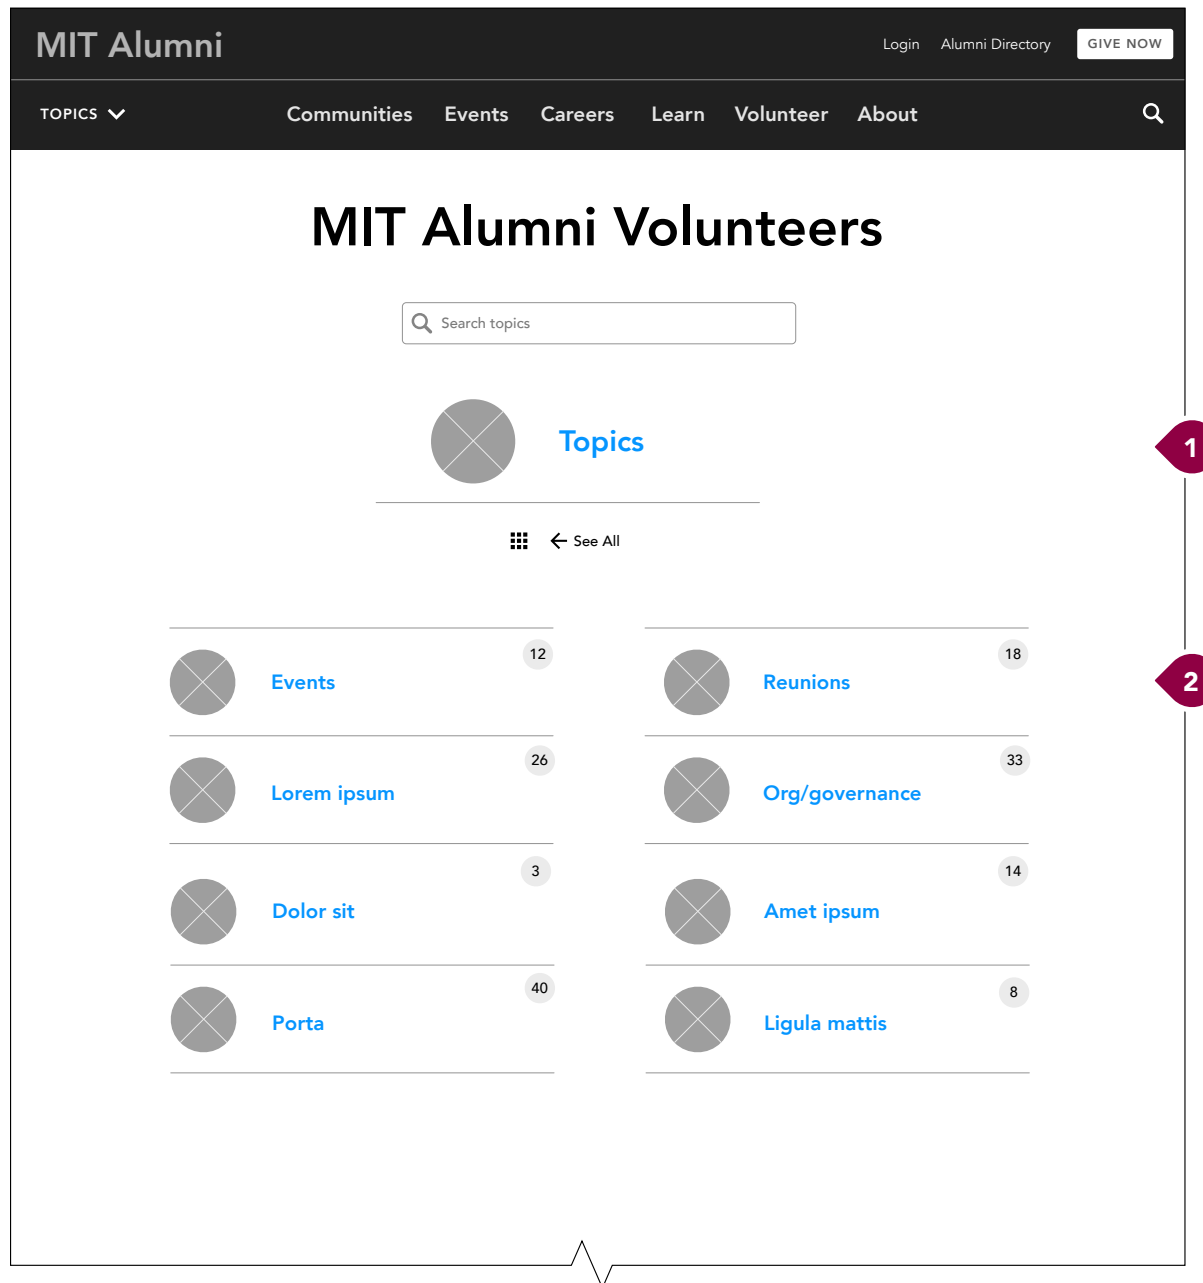 MIT Alumni
Login Alumni Directory GIVE NOW
TOPICS Communities Events Careers Learn Volunteer About
MIT Alumni Volunteers
Search topics
Topics
1
See All
12
Events
18
Reunions
2
26
Lorem ipsum
33
Org/governance
3
Dolor sit
14
Amet ipsum
40
Porta
8
Ligula mattis